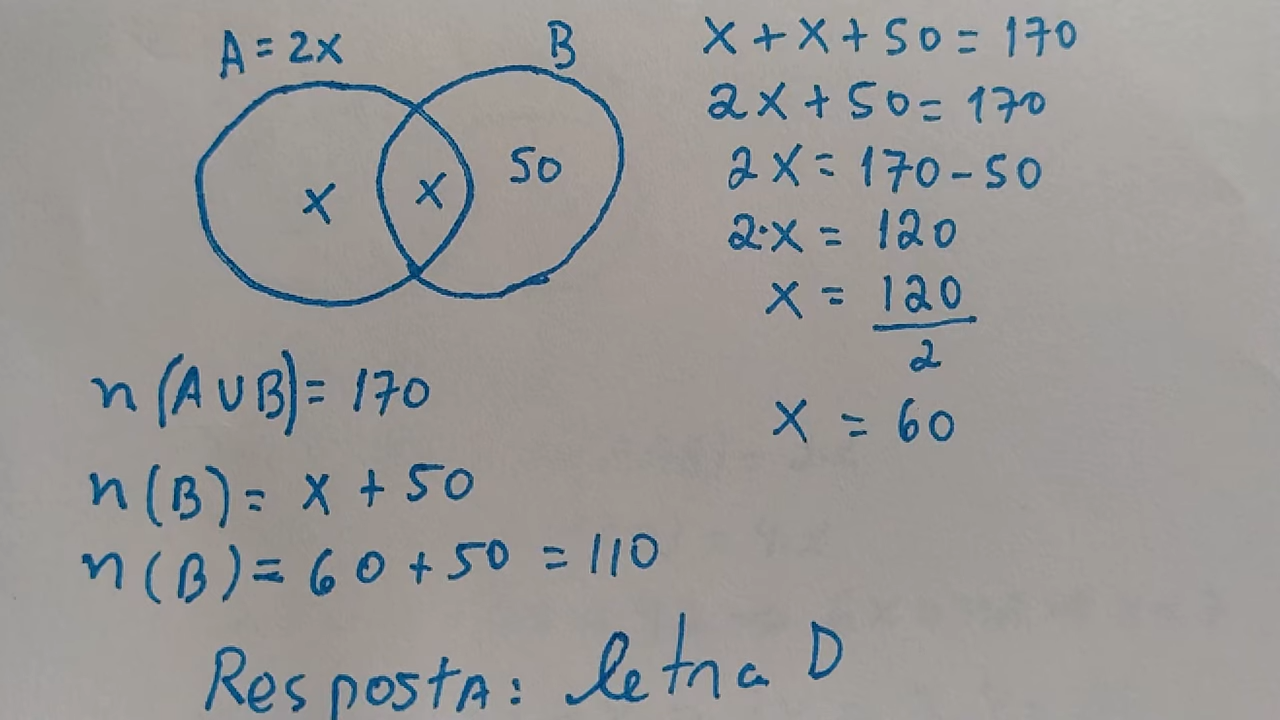 A = 2x
B
x
x
50
n(A∪B) = 170
n(B) = x + 50
n(B) = 60 + 50 = 110
x + x + 50 = 170
2x + 50 = 170
2x = 170 - 50
2·x = 120
x = 120/2
x = 60
Resposta: letra D